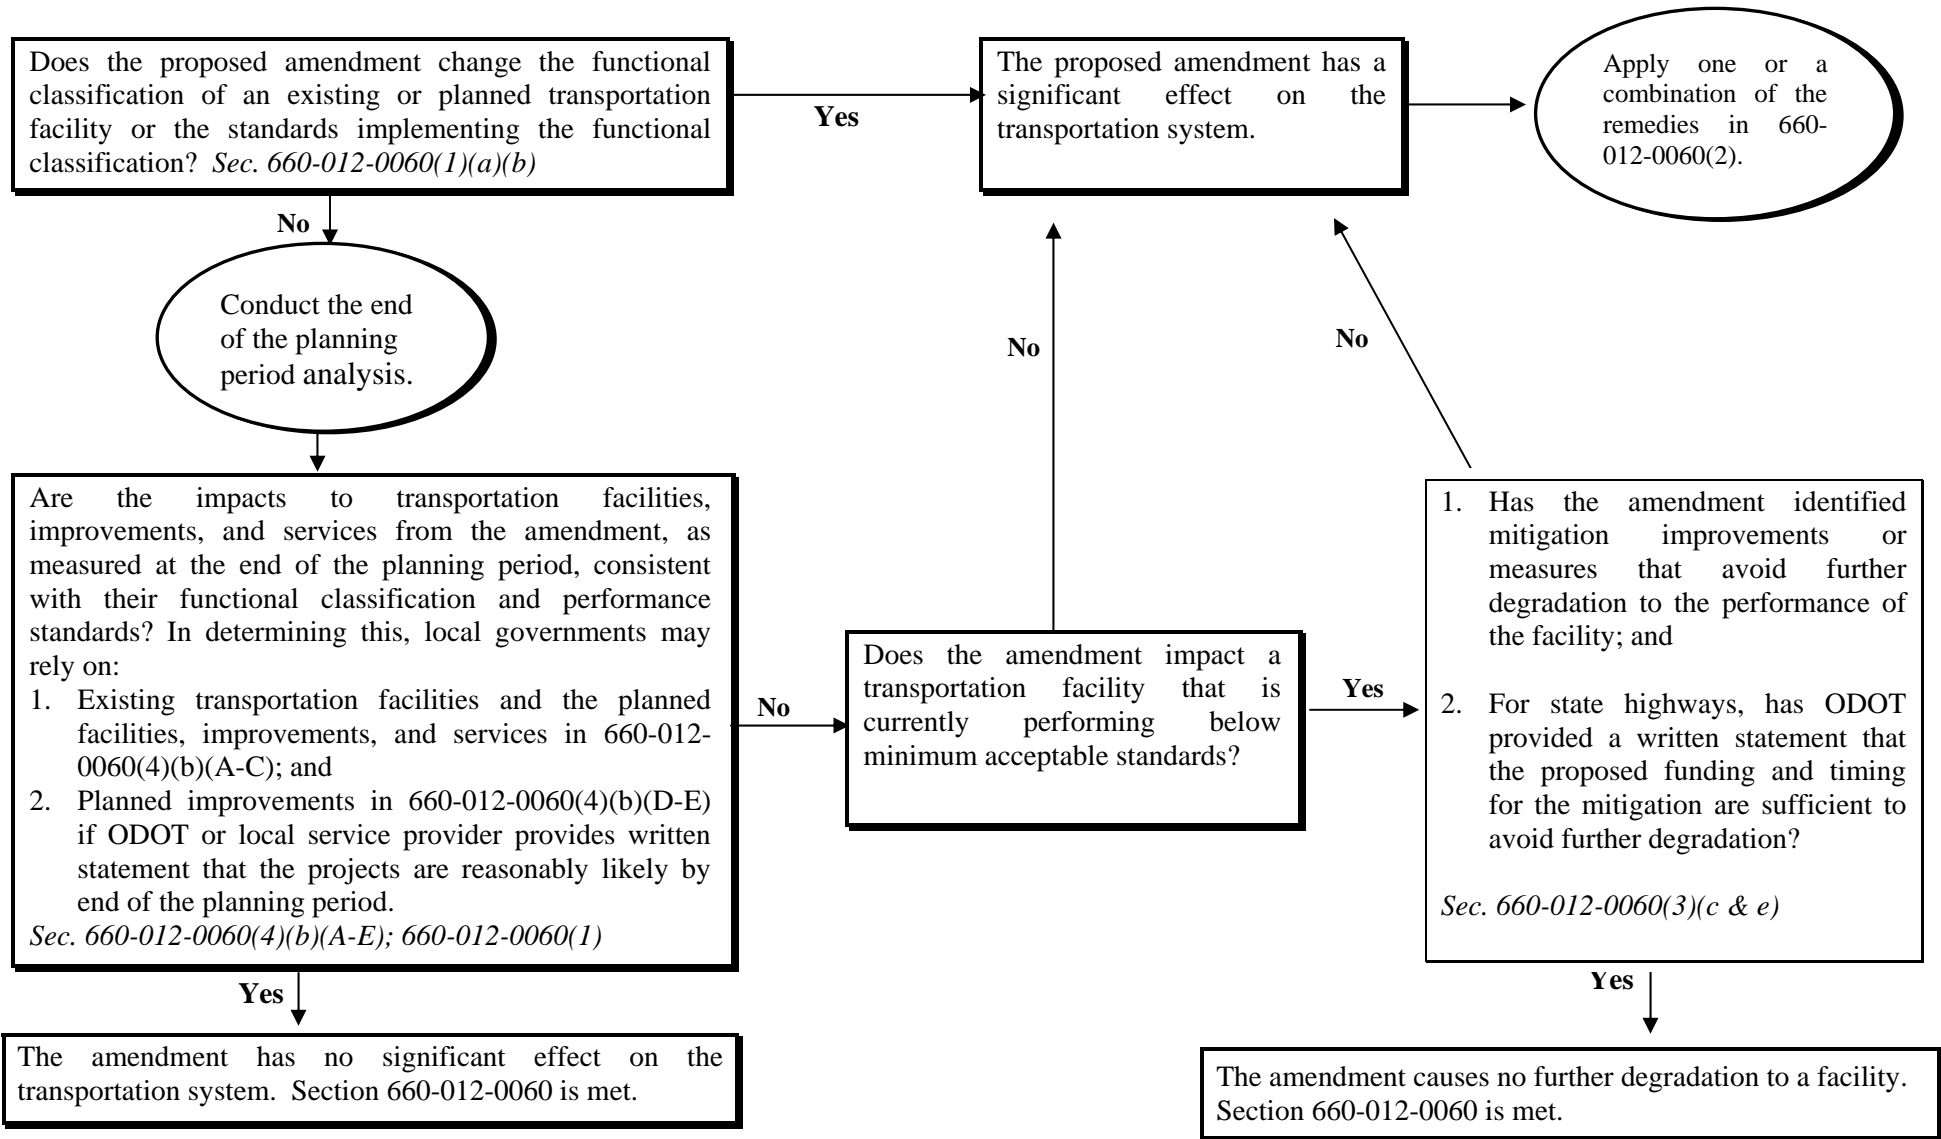 Does the proposed amendment change the functional
classification of an existing or planned transportation
facility or the standards implementing the functional
classification? Sec. 660-012-0060(1)(a)(b)
Yes
The proposed amendment has a
significant effect on the
transportation system.
Apply one or a
combination of the
remedies in 660-
012-0060(2).
No
Conduct the end
of the planning
period analysis.
No
No
Are the impacts to transportation facilities,
improvements, and services from the amendment, as
measured at the end of the planning period, consistent
with their functional classification and performance
standards? In determining this, local governments may
rely on:
1. Existing transportation facilities and the planned
facilities, improvements, and services in 660-012-
0060(4)(b)(A-C); and
2. Planned improvements in 660-012-0060(4)(b)(D-E)
if ODOT or local service provider provides written
statement that the projects are reasonably likely by
end of the planning period.
Sec. 660-012-0060(4)(b)(A-E); 660-012-0060(1)
No
Does the amendment impact a
transportation facility that is
currently performing below
minimum acceptable standards?
Yes
1. Has the amendment identified
mitigation improvements or
measures that avoid further
degradation to the performance of
the facility; and
2. For state highways, has ODOT
provided a written statement that
the proposed funding and timing
for the mitigation are sufficient to
avoid further degradation?
Sec. 660-012-0060(3)(c & e)
Yes
Yes
The amendment has no significant effect on the
transportation system. Section 660-012-0060 is met.
The amendment causes no further degradation to a facility.
Section 660-012-0060 is met.